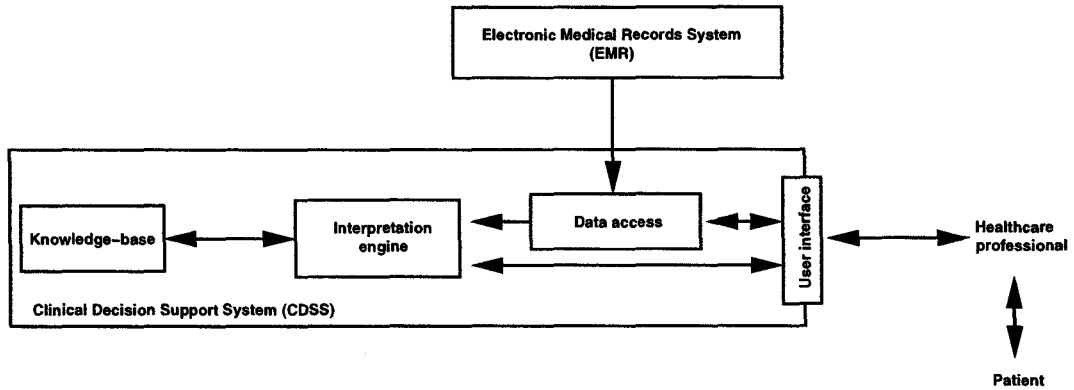 Electronic Medical Records System
(EMR)
Data access
User interface
Interpretation
engine
Knowledge-base
Healthcare
professional
Clinical Decision Support System (CDSS)
Patient